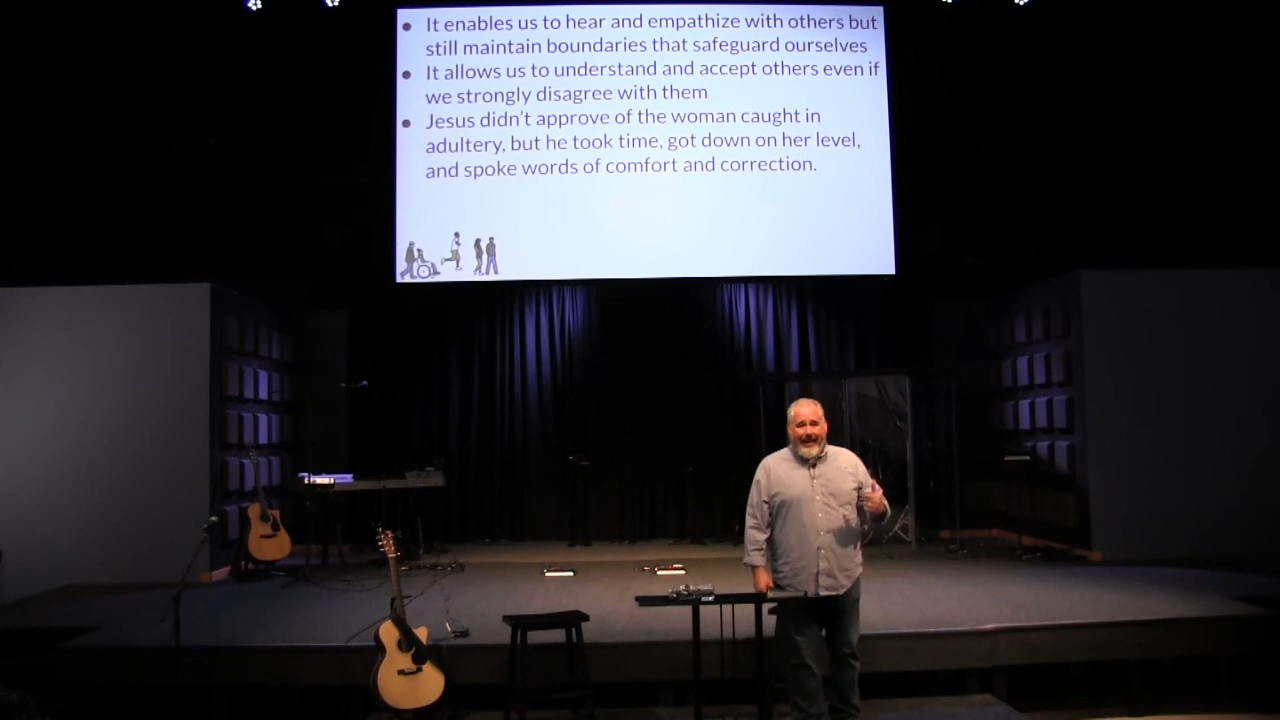 ● It enables us to hear and empathize with others but
still maintain boundaries that safeguard ourselves
● It allows us to understand and accept others even if
we strongly disagree with them
● Jesus didn’t approve of the woman caught in
adultery, but he took time, got down on her level,
and spoke words of comfort and correction.